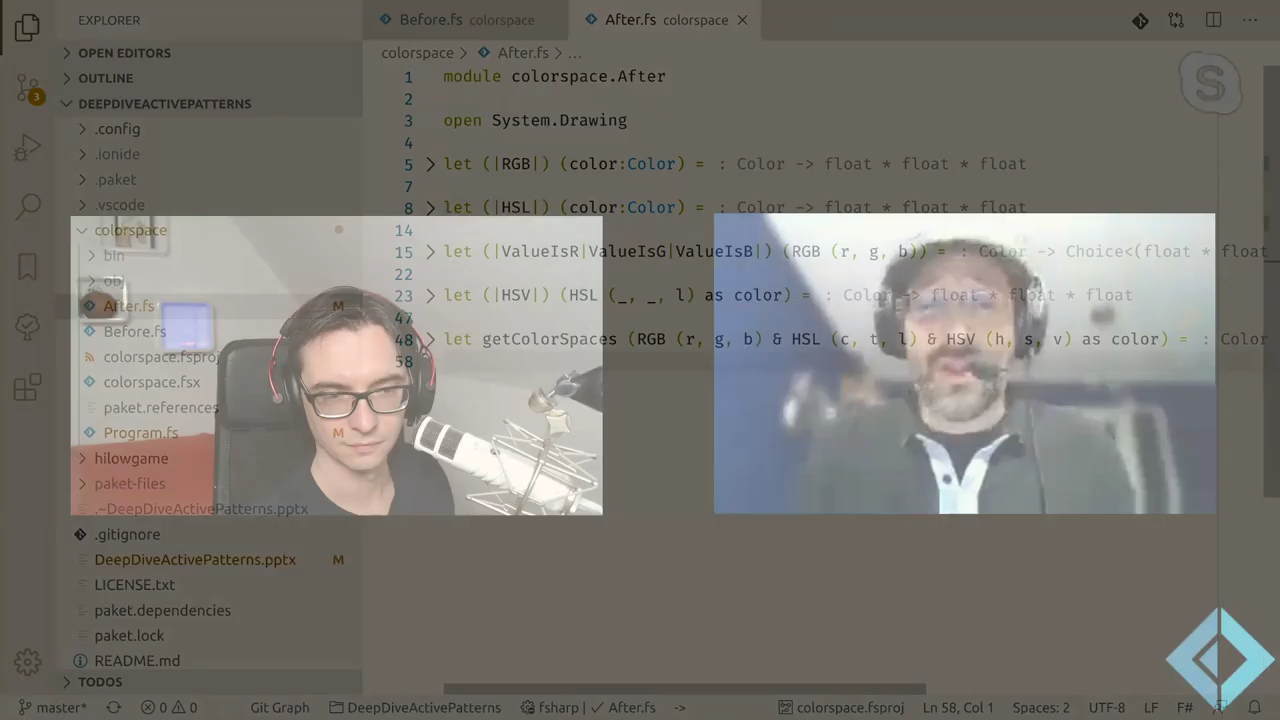 EXPLORER
Before.fs colorspace
After.fs colorspace
OPEN EDITORS
OUTLINE
DEEPDIVEACTIVEPATTERNS
.config
.ionide
.paket
.vscode
colorspace
bin
obj
After.fs M
Before.fs
colorspace.fsproj
colorspace.fsx
paket.references
Program.fs M
hilowgame
paket-files
.~DeepDiveActivePatterns.pptx
.gitignore
DeepDiveActivePatterns.pptx M
LICENSE.txt
paket.dependencies
paket.lock
README.md
TODOS
colorspace > After.fs > ...
1 module colorspace.After
2
3 open System.Drawing
4
5 let (|RGB|) (color:Color) = : Color -> float * float * float
7
8 let (|HSL|) (color:Color) = : Color -> float * float * float
14
15 let (|ValueIsR|ValueIsG|ValueIsB|) (RGB (r, g, b)) = : Color -> Choice<(float * float
22
23 let (|HSV|) (HSL (_, _, l) as color) = : Color -> float * float * float
47
48 let getColorSpaces (RGB (r, g, b) & HSL (c, t, l) & HSV (h, s, v) as color) = : Color
58
S
3
master* 0 0 Git Graph DeepDiveActivePatterns fsharp | ✓ After.fs -> colorspace.fsproj Ln 58, Col 1 Spaces: 2 UTF-8 LF F#